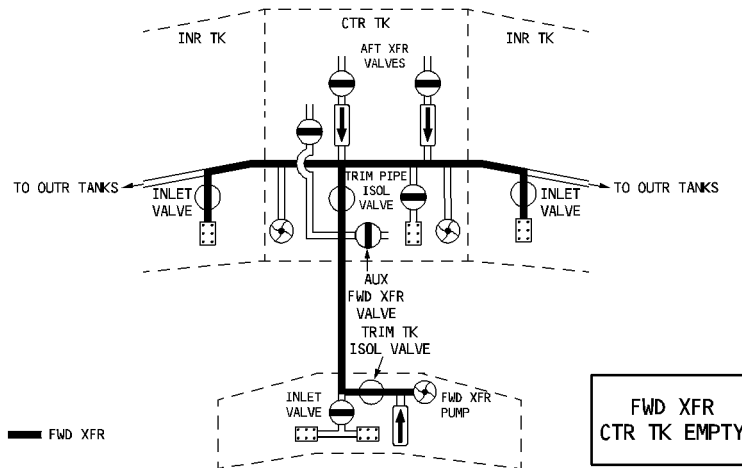 CTR TK
INR TK
INR TK
AFT XFR
VALVES
TO OUTR TANKS
INLET
VALVE
TRIM PIPE
ISOL
VALVE
INLET
VALVE
TO OUTR TANKS
AUX
FWD XFR
VALVE
TRIM TK
ISOL VALVE
INLET
VALVE
FWD XFR
PUMP
FWD XFR
FWD XFR
CTR TK EMPTY